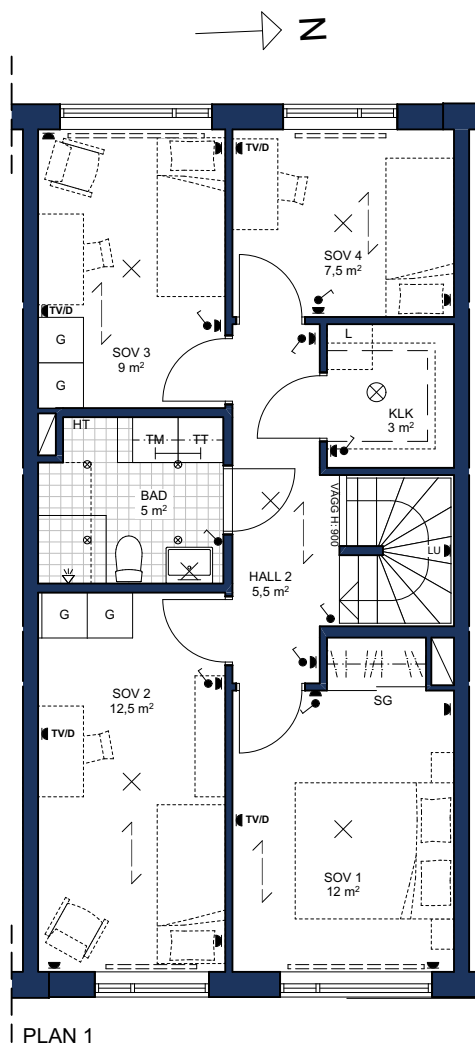 N
TV/D
TV/D
SOV 4
7,5 m²
TV/D
G
SOV 3
9 m²
L
G
KLK
3 m²
HT
TM
TT
BAD
5 m²
VÄGG H: 900
LU
HALL 2
5,5 m²
G
G
SOV 2
12,5 m²
SG
TV/D
TV/D
SOV 1
12 m²
PLAN 1